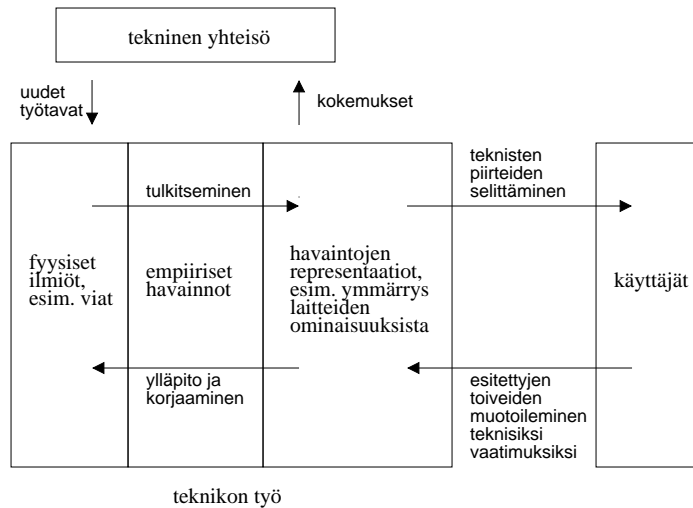 tekninen yhteisö
uudet
työtavat
kokemukset
tulkitseminen
teknisten
piirteiden
selittäminen
fyysiset
ilmiöt,
esim. viat
empiiriset
havainnot
havaintojen
representaatiot,
esim. ymmärrys
laitteiden
ominaisuuksista
käyttäjät
ylläpito ja
korjaaminen
esitettyjen
toiveiden
muotoileminen
teknisiksi
vaatimuksiksi
teknikon työ